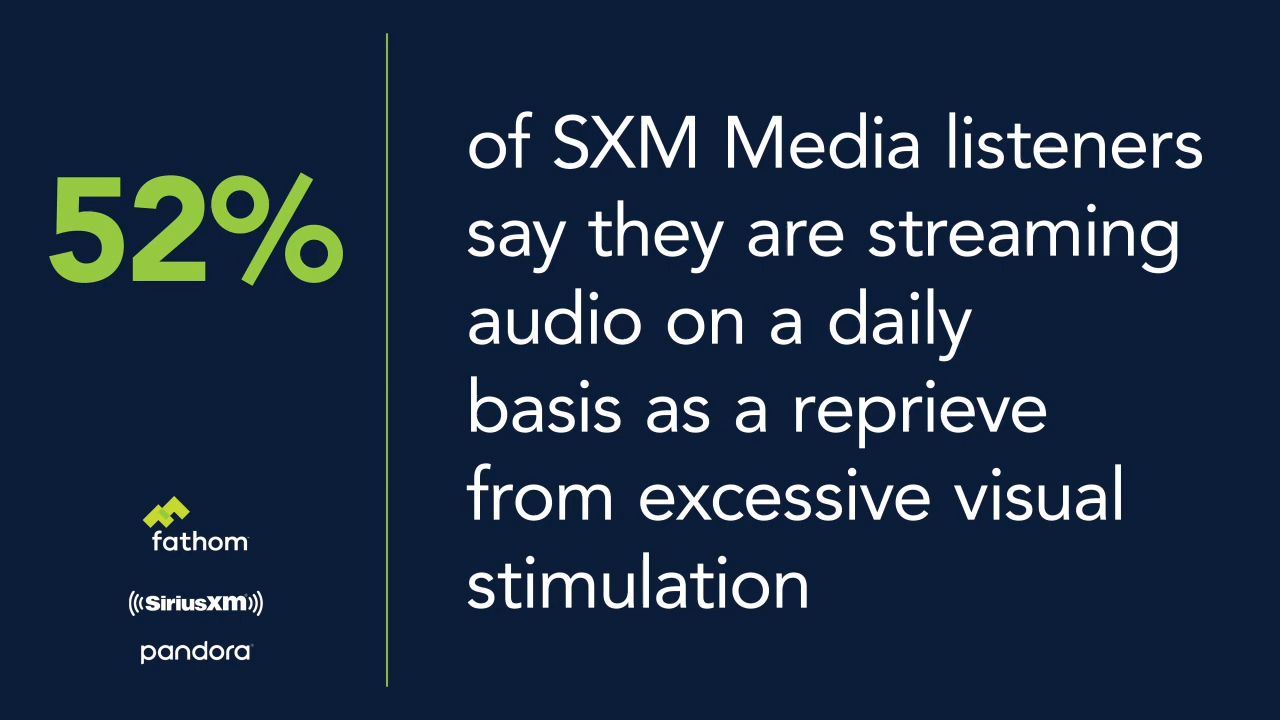 52%
of SXM Media listeners
say they are streaming
audio on a daily
basis as a reprieve
from excessive visual
stimulation
fathom
SiriusXM
pandora